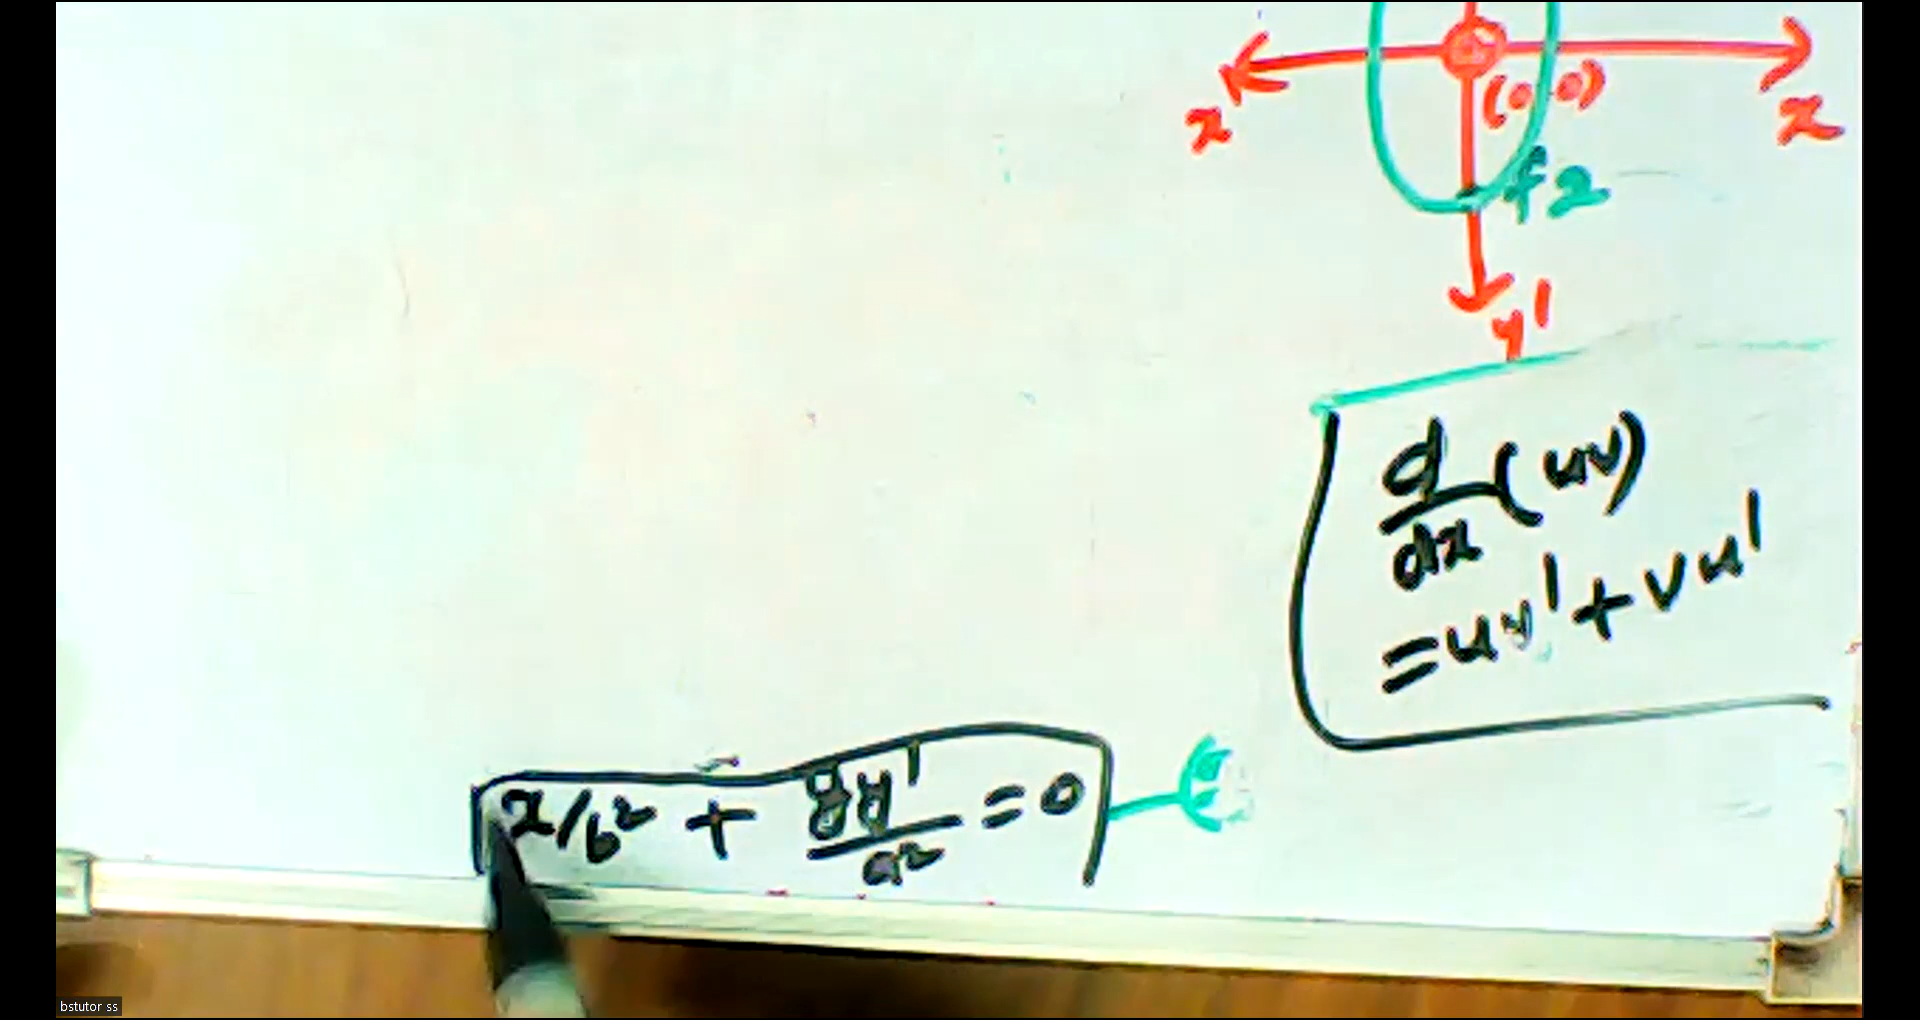 (0,0)
x
x
f2
y'
d/dx (uv)
= uv' + vu'
x/b² + yy'/a² = 0
bstutor ss